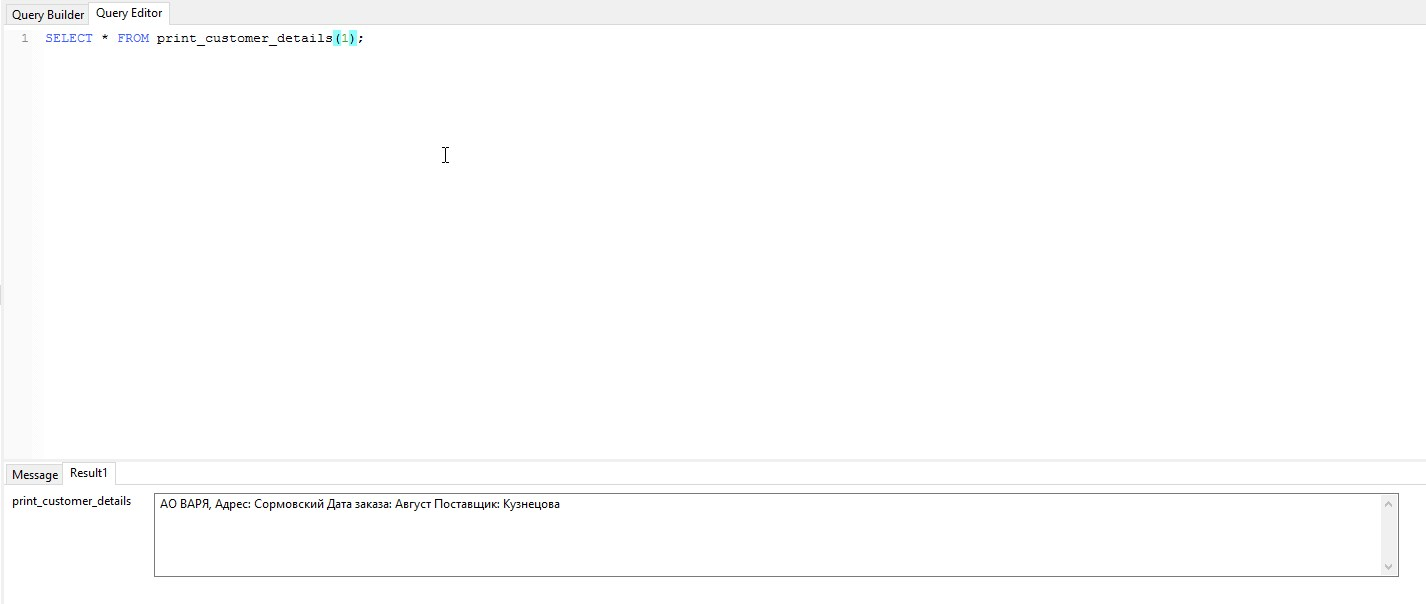 Query Builder Query Editor
1 SELECT * FROM print_customer_details(1);
Message Result1
print_customer_details АО ВАРЯ, Адрес: Сормовский Дата заказа: Август Поставщик: Кузнецова